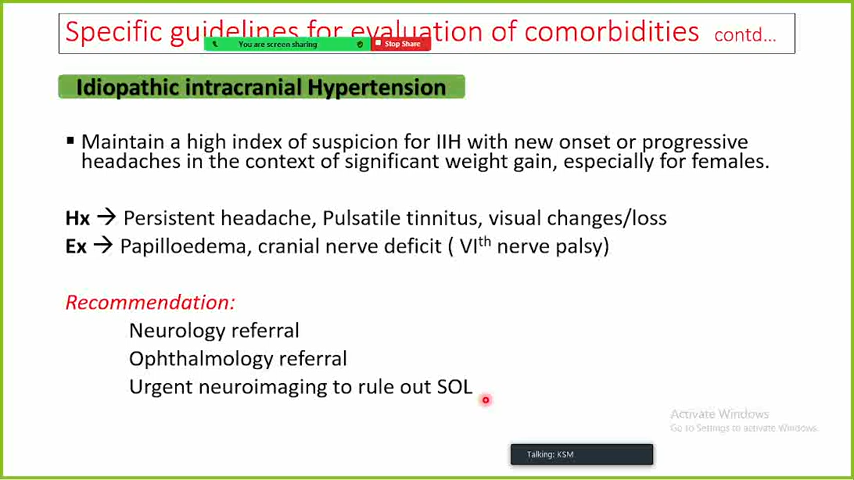 Specific guidelines for evaluation of comorbidities contd...
You are screen sharing
Stop Share
Idiopathic intracranial Hypertension
▪ Maintain a high index of suspicion for IIH with new onset or progressive
headaches in the context of significant weight gain, especially for females.
Hx → Persistent headache, Pulsatile tinnitus, visual changes/loss
Ex → Papilloedema, cranial nerve deficit ( VIth nerve palsy)
Recommendation:
Neurology referral
Ophthalmology referral
Urgent neuroimaging to rule out SOL
Activate Windows
Go to Settings to activate Windows.
Talking: KSM